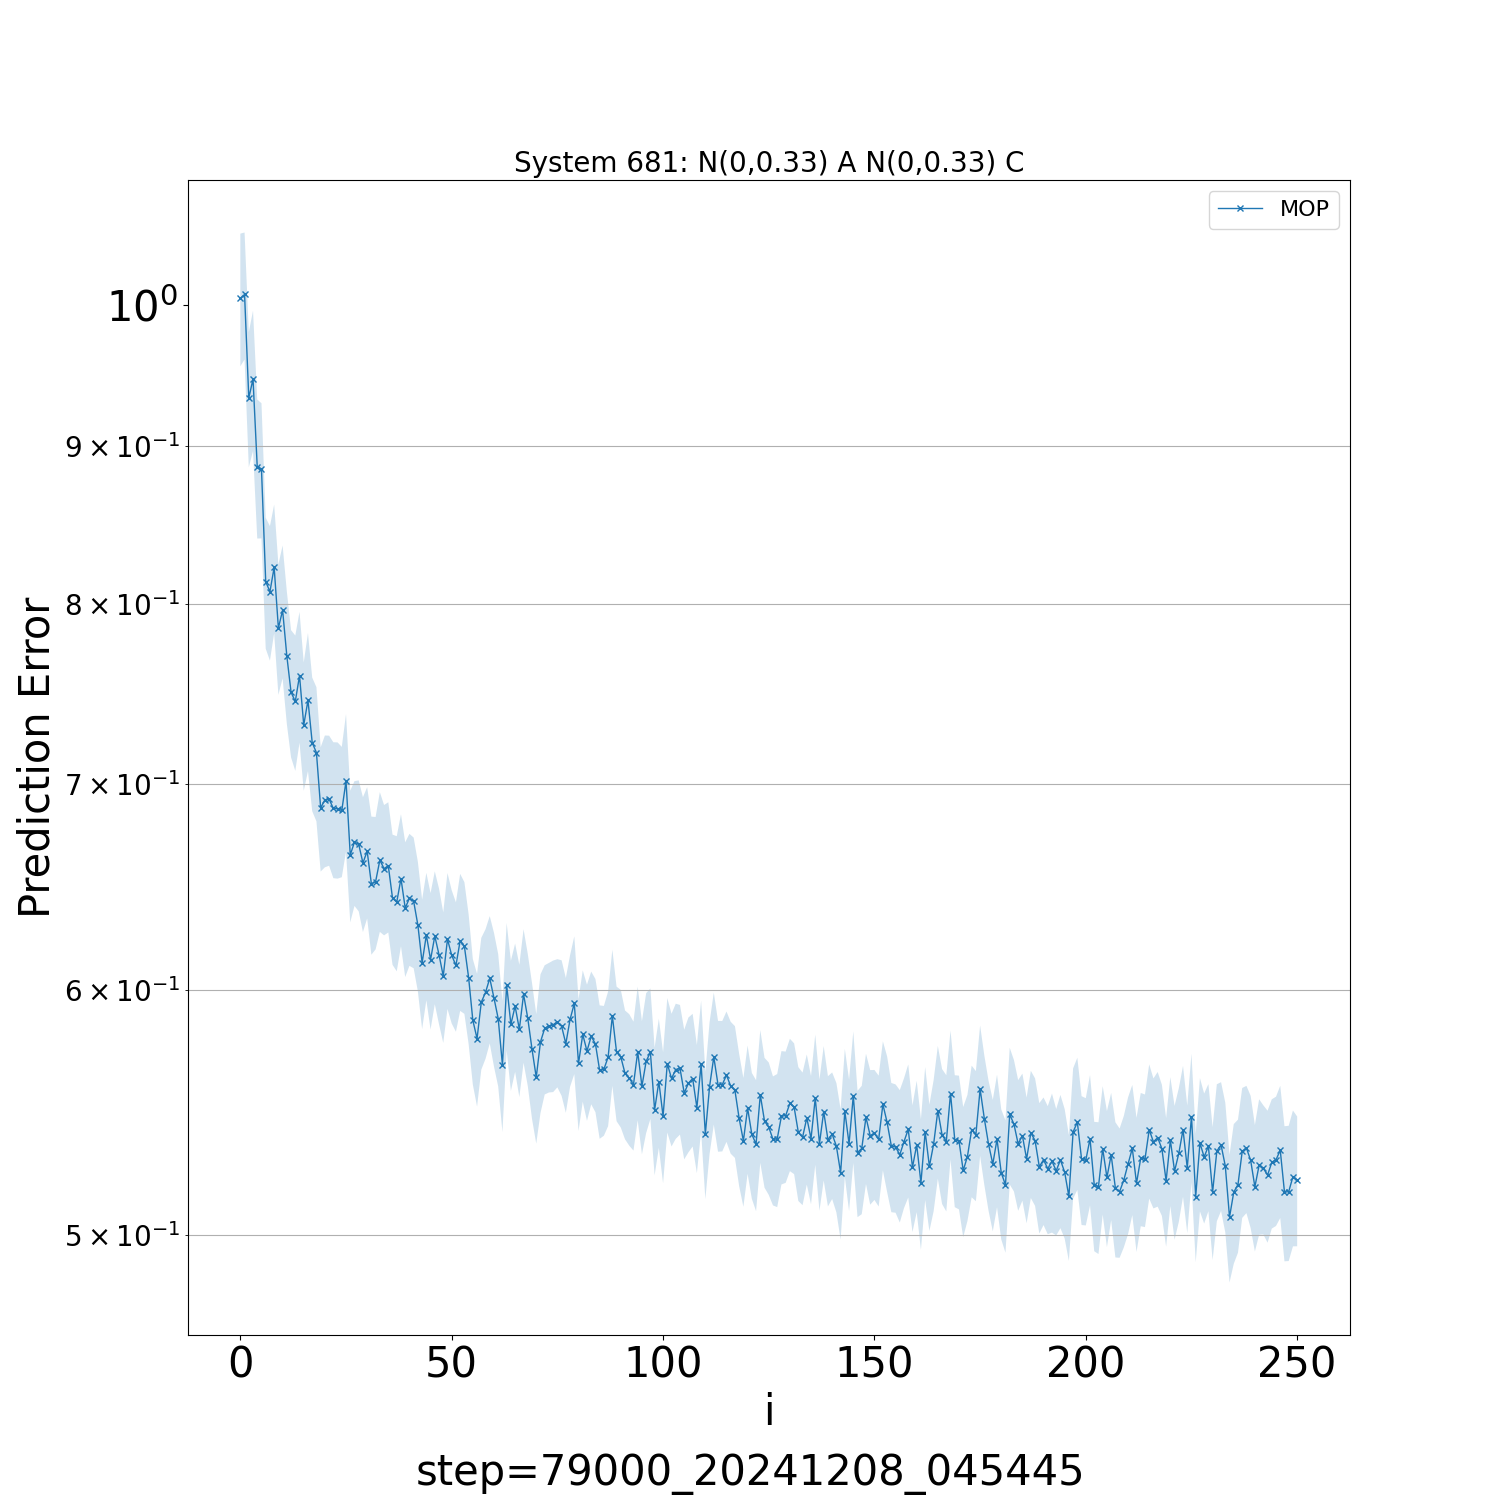 System 681: N(0,0.33) A N(0,0.33) C
MOP
10⁰
9 × 10⁻¹
8 × 10⁻¹
7 × 10⁻¹
6 × 10⁻¹
5 × 10⁻¹
Prediction Error
0 50 100 150 200 250
i
step=79000_20241208_045445